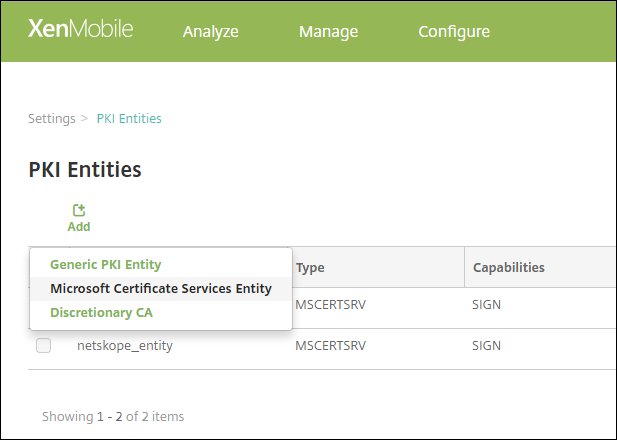 XenMobile Analyze Manage Configure
Settings > PKI Entities
PKI Entities
Add
Generic PKI Entity
Microsoft Certificate Services Entity
Discretionary CA
Type Capabilities
MSCERTSRV SIGN
netskope_entity MSCERTSRV SIGN
Showing 1 - 2 of 2 items